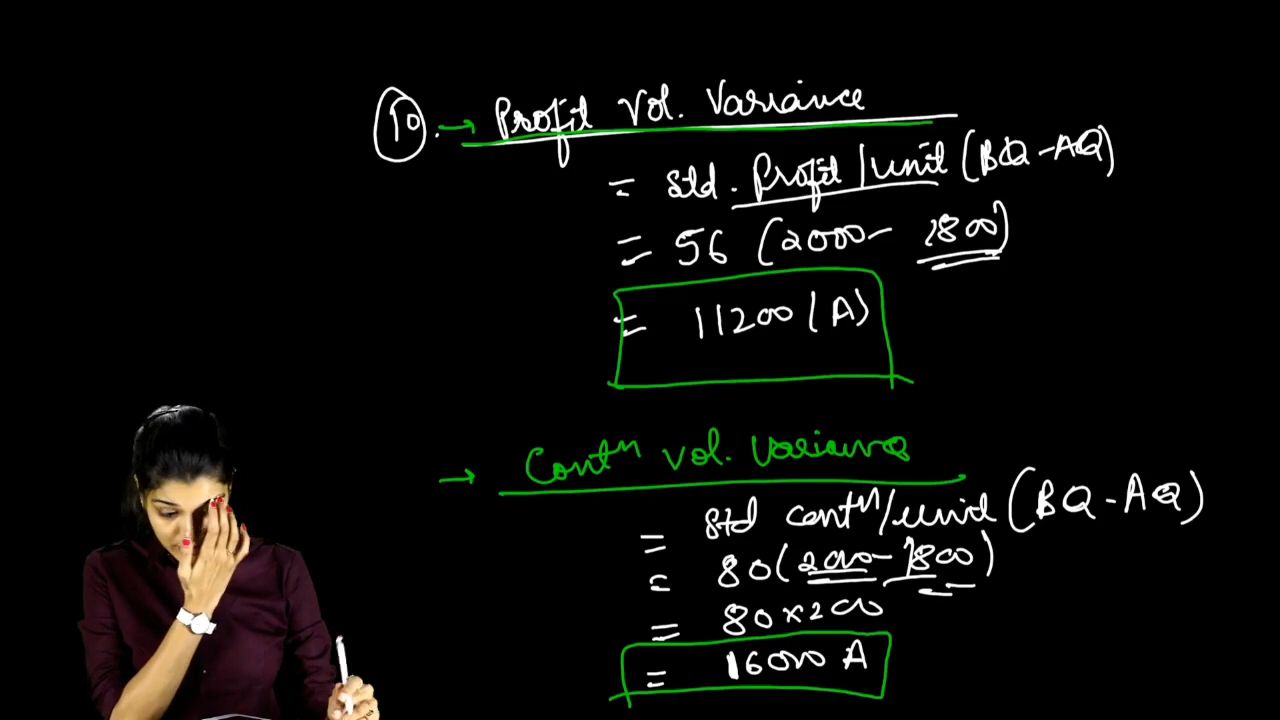 10. → Profit Vol. Variance
= Std. Profit/unit (BQ-AQ)
= 56 (2000- 1800)
= 11200 (A)
→ Contⁿ vol. Variance
= Std contⁿ/unit (BQ-AQ)
= 80(2000-1800)
= 80×200
= 16000 A